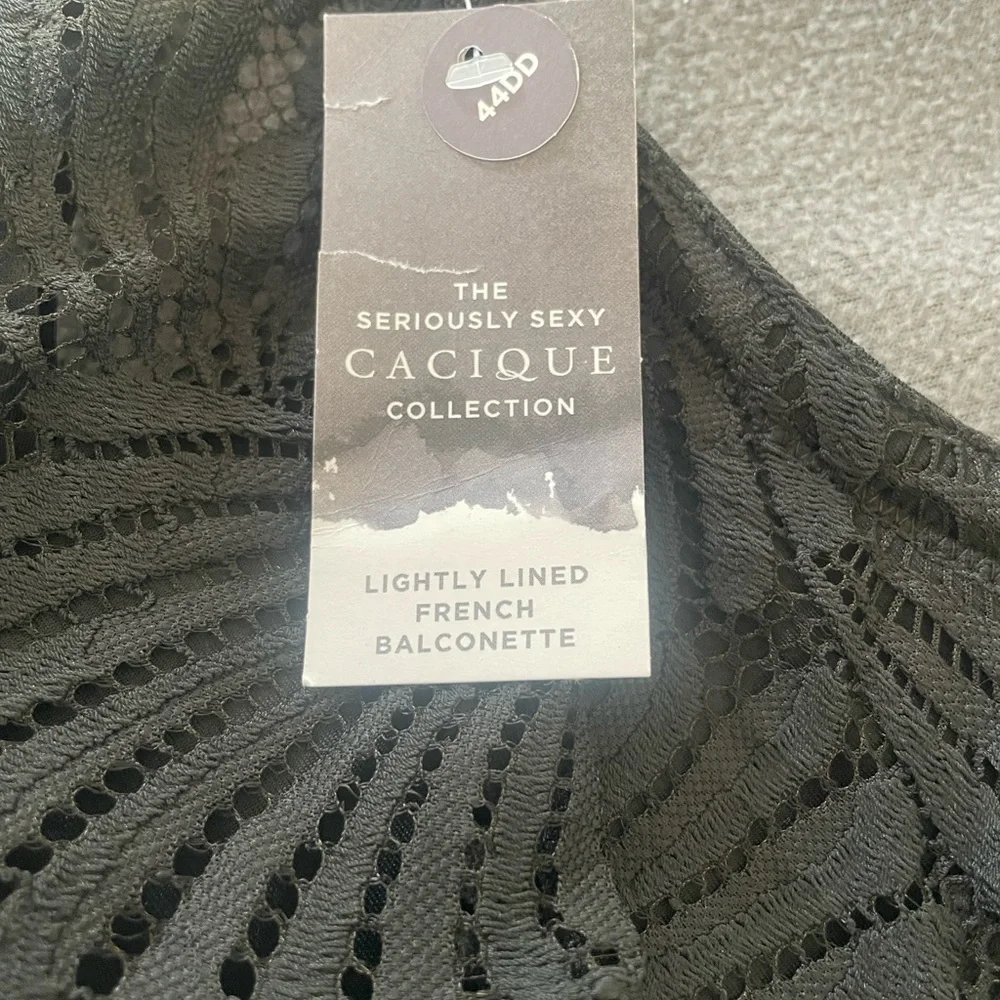 44DD
THE
SERIOUSLY SEXY
CACIQUE
COLLECTION
LIGHTLY LINED
FRENCH
BALCONETTE